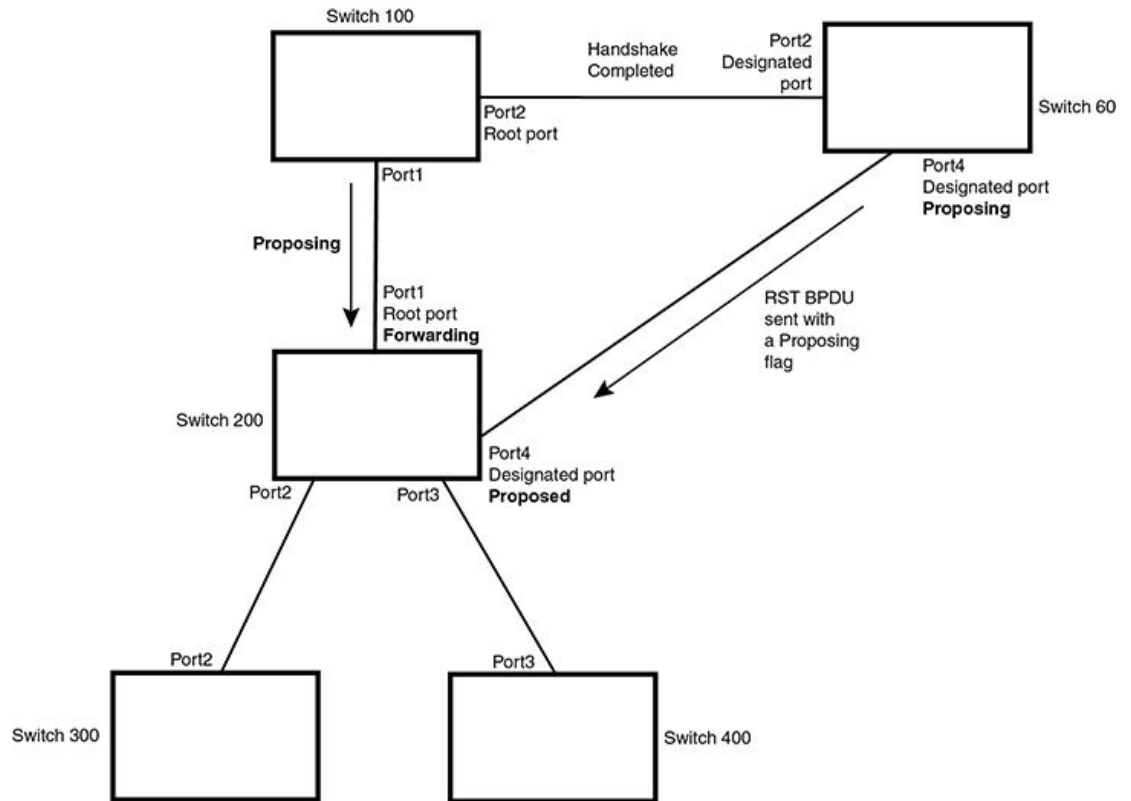 Switch 100
Handshake
Completed
Port2
Designated
port
Switch 60
Port2
Root port
Port1
Port4
Designated port
Proposing
Proposing
RST BPDU
sent with
a Proposing
flag
Port1
Root port
Forwarding
Switch 200
Port4
Designated port
Proposed
Port2
Port3
Port2
Port3
Switch 300
Switch 400